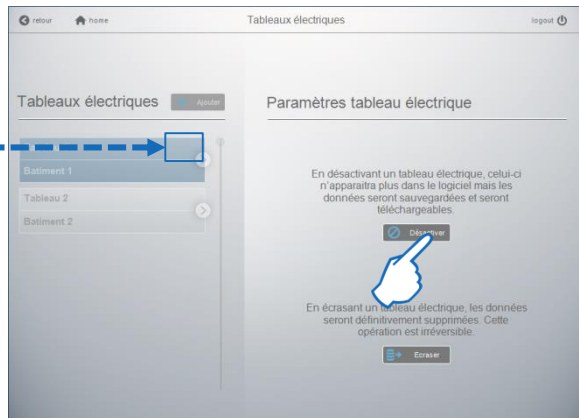 retour home Tableaux électriques logout
Tableaux électriques Ajouter
Paramètres tableau électrique
Batiment 1
Tableau 2
Batiment 2
En désactivant un tableau électrique, celui-ci
n'apparaitra plus dans le logiciel mais les
données seront sauvegardées et seront
téléchargeables.
Désactiver
En écrasant un tableau électrique, les données
seront définitivement supprimées. Cette
opération est irréversible.
Ecraser